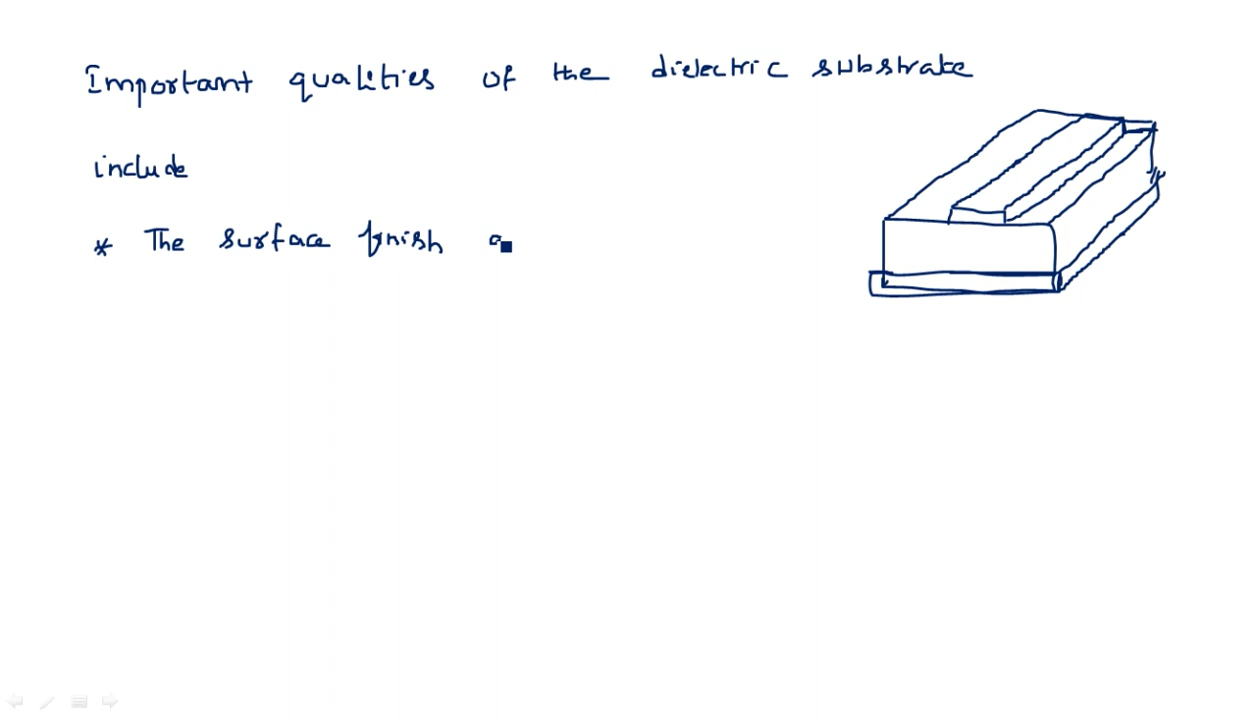 Important qualities of the dielectric substrate
include
* The surface finish